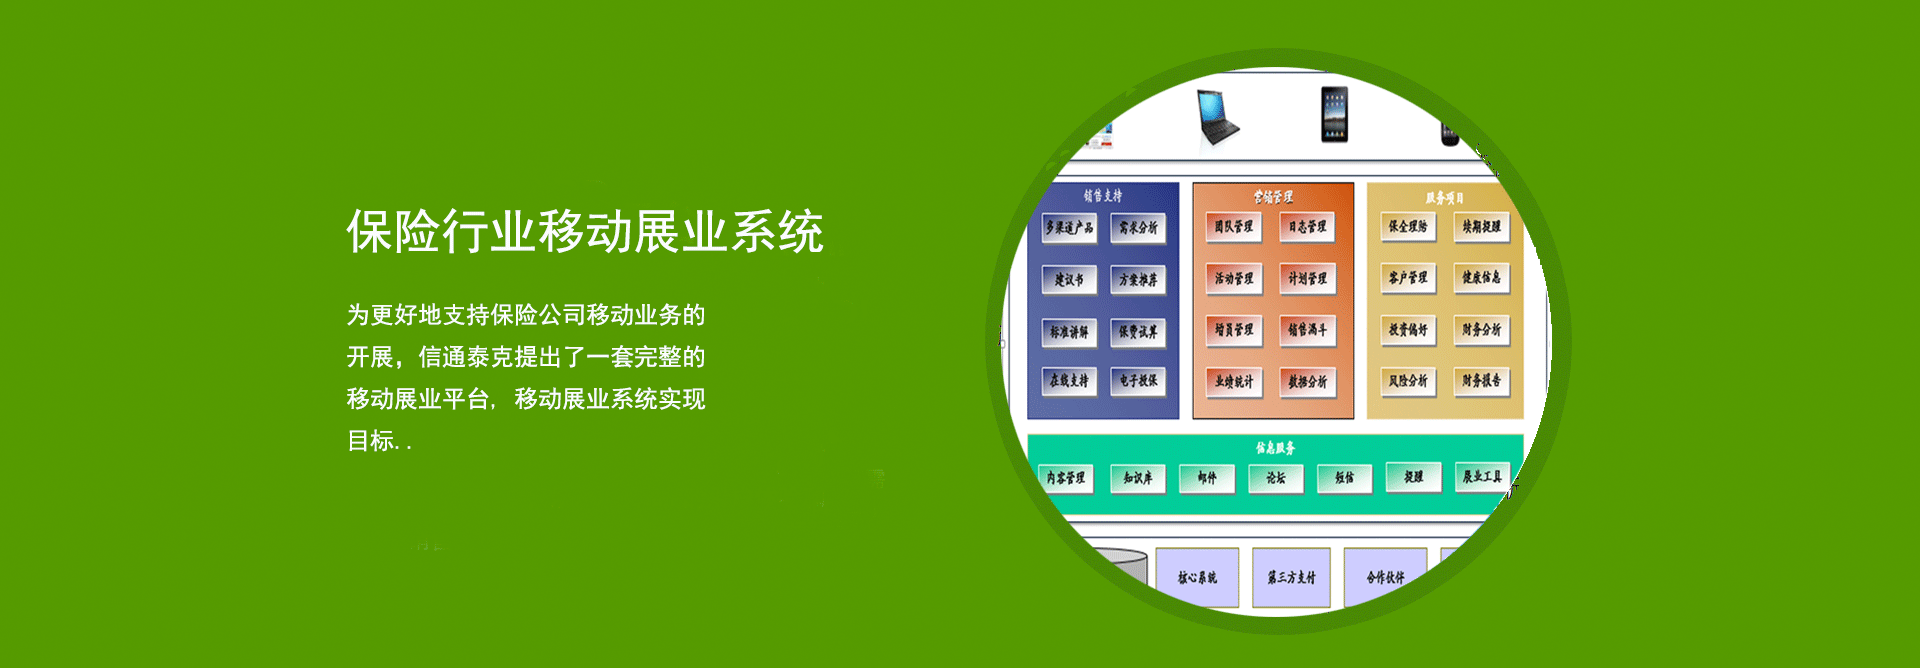 保险行业移动展业系统
为更好地支持保险公司移动业务的
开展，信通泰克提出了一套完整的
移动展业平台, 移动展业系统实现
目标..
销售支持
多渠道产品 需求分析
建议书 方案推荐
标准讲解 保费试算
在线支持 电子投保
营销管理
团队管理 日志管理
活动管理 计划管理
增员管理 销售漏斗
业绩统计 数据分析
服务项目
保全理赔 续期提醒
客户管理 健康信息
投资偏好 财务分析
风险分析 财务报告
信息服务
内容管理 知识库 邮件 论坛 短信 提醒 展业工具
核心系统 第三方支付 合作伙伴